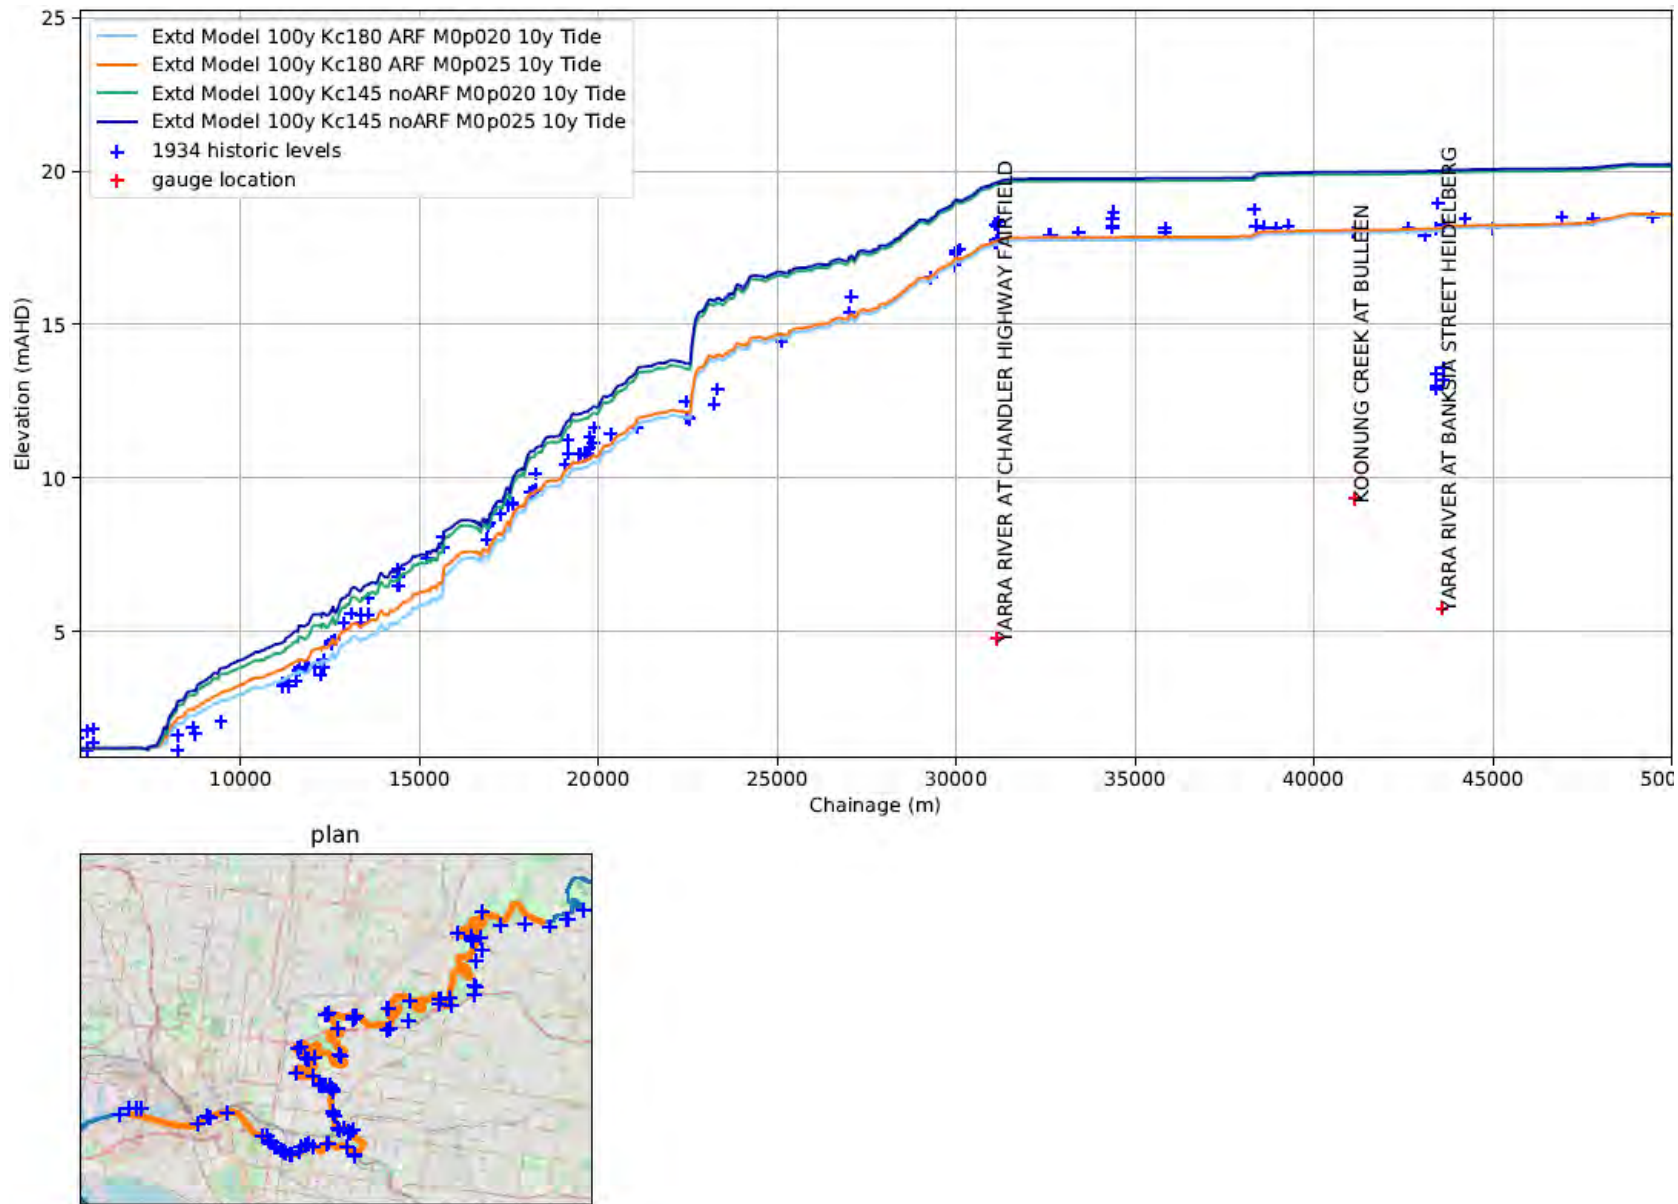 25
20
15
10
5
Elevation (mAHD)
Extd Model 100y Kc180 ARF M0p020 10y Tide
Extd Model 100y Kc180 ARF M0p025 10y Tide
Extd Model 100y Kc145 noARF M0p020 10y Tide
Extd Model 100y Kc145 noARF M0p025 10y Tide
1934 historic levels
gauge location
YARRA RIVER AT CHANDLER HIGHWAY FAIRFIELD
KOONUNG CREEK AT BULLEEN
YARRA RIVER AT BANKSIA STREET HEIDELBERG
10000 15000 20000 25000 30000 35000 40000 45000 5000
Chainage (m)
plan